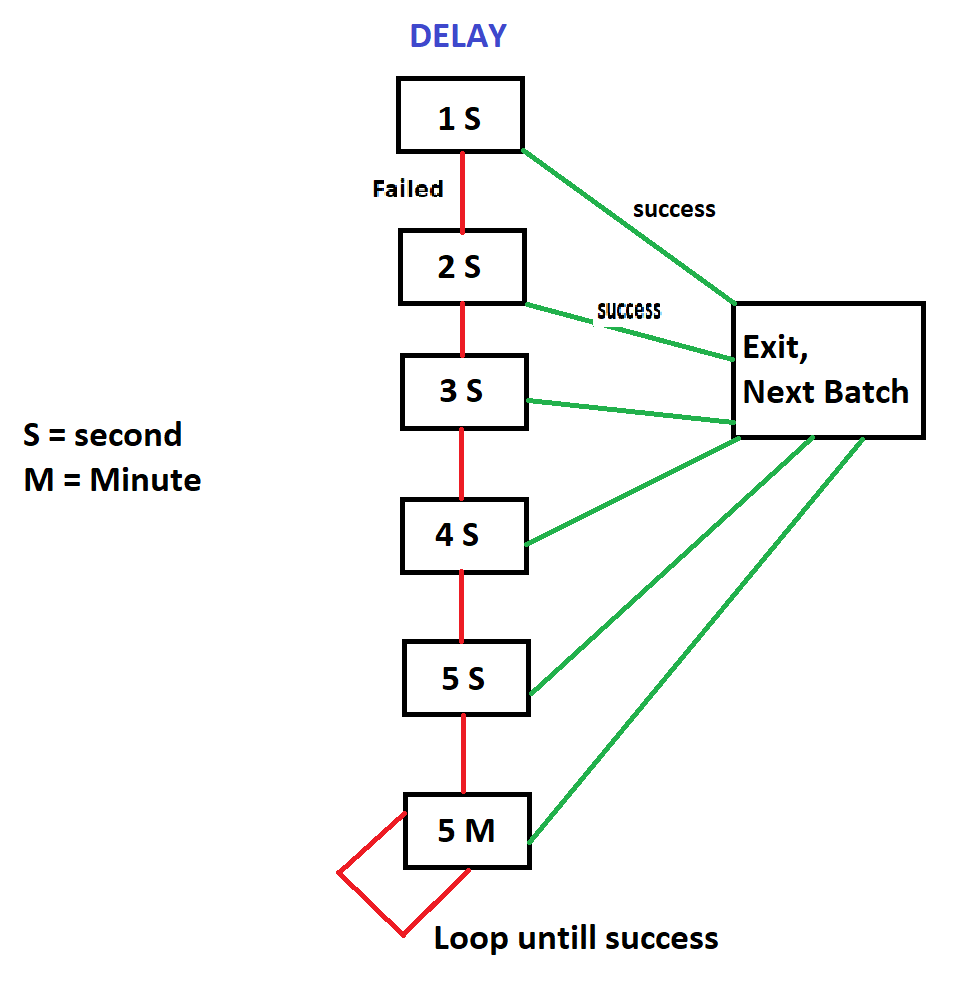 DELAY
1 S
Failed
success
2 S
success
Exit,
Next Batch
3 S
S = second
M = Minute
4 S
5 S
5 M
Loop untill success